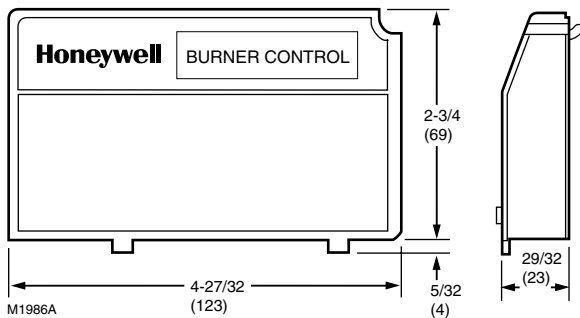 Honeywell
BURNER CONTROL
2-3/4
(69)
4-27/32
(123)
5/32
(4)
29/32
(23)
M1986A